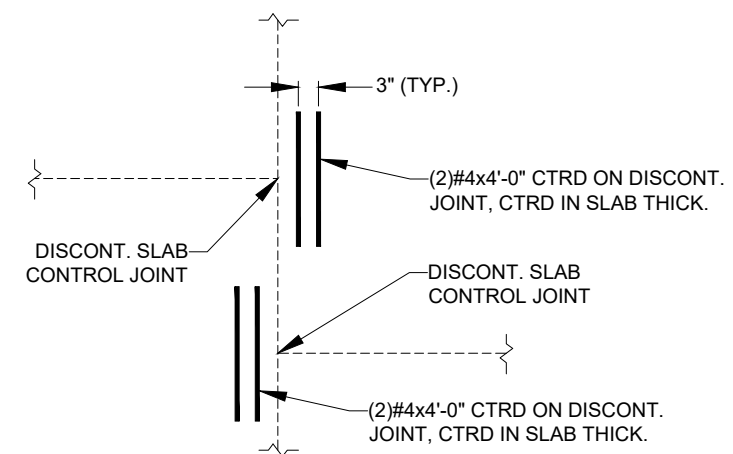 3" (TYP.)
(2)#4x4'-0" CTRD ON DISCONT.
JOINT, CTRD IN SLAB THICK.
DISCONT. SLAB
CONTROL JOINT
DISCONT. SLAB
CONTROL JOINT
(2)#4x4'-0" CTRD ON DISCONT.
JOINT, CTRD IN SLAB THICK.